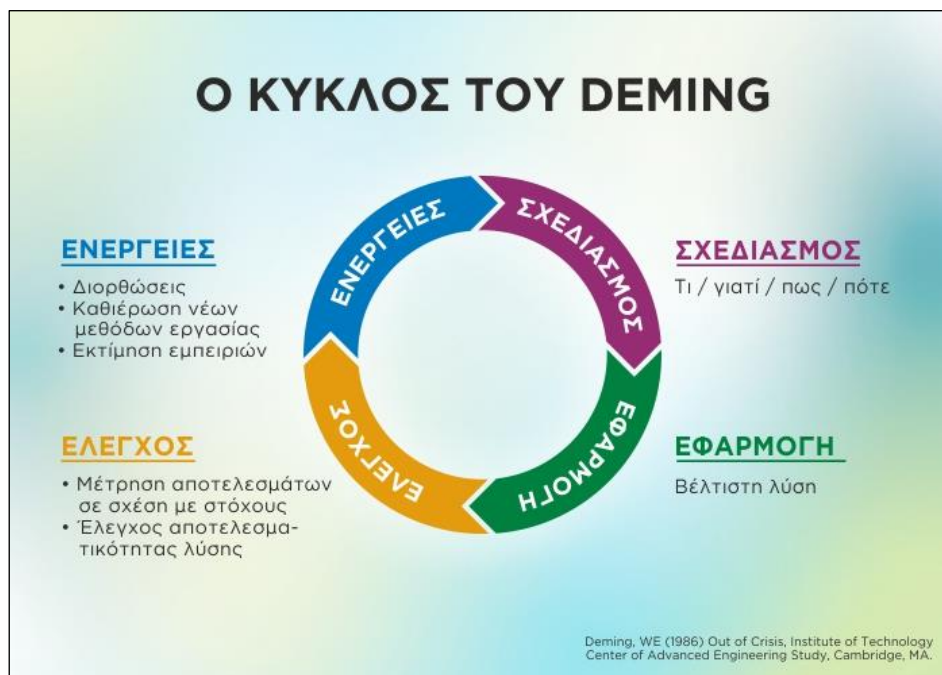 Ο ΚΥΚΛΟΣ ΤΟΥ DEMING
ΕΝΕΡΓΕΙΕΣ
ΣΧΕΔΙΑΣΜΟΣ
ΕΦΑΡΜΟΓΗ
ΕΛΕΓΧΟΣ
ΕΝΕΡΓΕΙΕΣ
• Διορθώσεις
• Καθιέρωση νέων
μεθόδων εργασίας
• Εκτίμηση εμπειριών
ΣΧΕΔΙΑΣΜΟΣ
Τι / γιατί / πως / πότε
ΕΛΕΓΧΟΣ
• Μέτρηση αποτελεσμάτων
σε σχέση με στόχους
• Έλεγχος αποτελεσμα-
τικότητας λύσης
ΕΦΑΡΜΟΓΗ
Βέλτιστη λύση
Deming, WE (1986) Out of Crisis, Institute of Technology
Center of Advanced Engineering Study, Cambridge, MA.